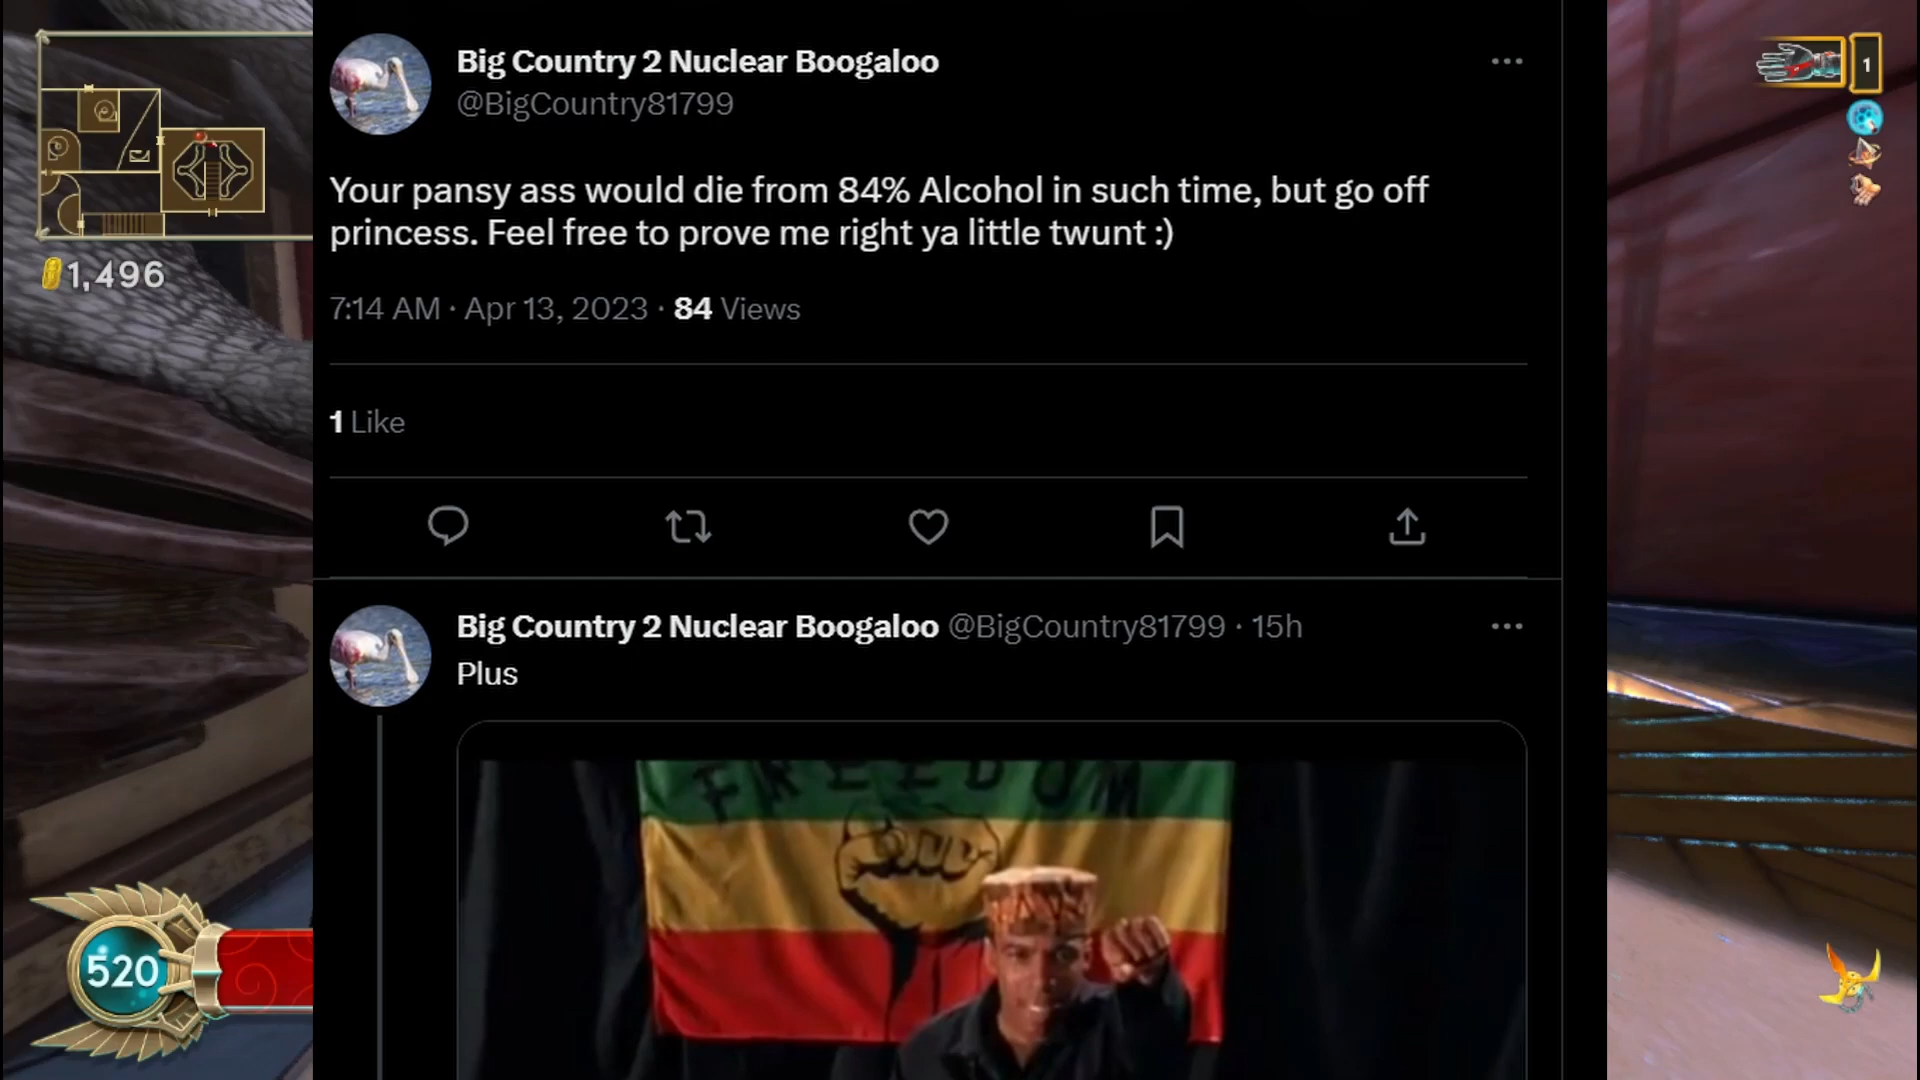 Big Country 2 Nuclear Boogaloo
@BigCountry81799
1
Your pansy ass would die from 84% Alcohol in such time, but go off
princess. Feel free to prove me right ya little twunt :)
1,496
7:14 AM · Apr 13, 2023 · 84 Views
1 Like
Big Country 2 Nuclear Boogaloo @BigCountry81799 · 15h
Plus
FREEDOM
520